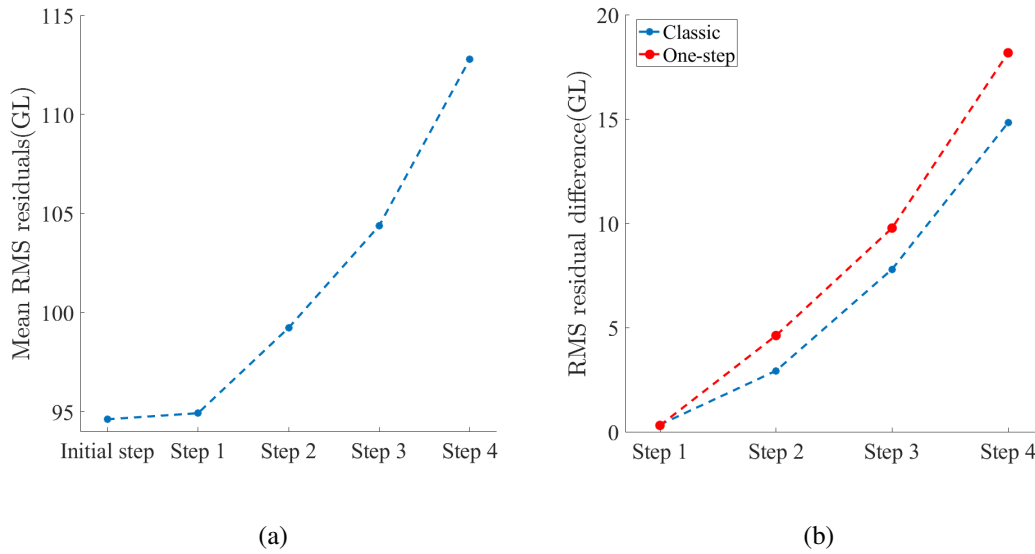 Mean RMS residuals(GL)
115
110
105
100
95
Initial step Step 1 Step 2 Step 3 Step 4
(a)
RMS residual difference(GL)
20
15
10
5
0
Classic
One-step
Step 1 Step 2 Step 3 Step 4
(b)